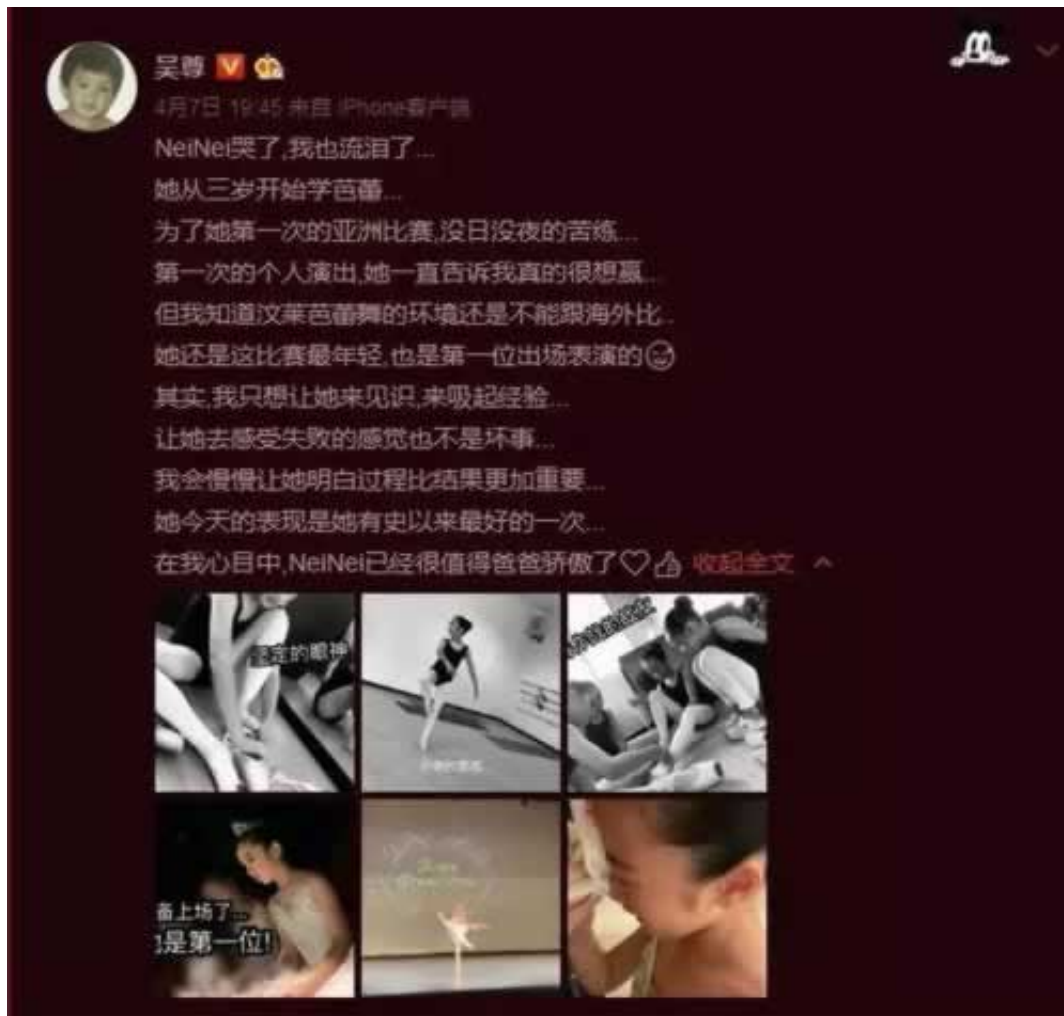 吴尊
4月7日 19:45 来自 iPhone客户端
NeiNei哭了,我也流泪了...
她从三岁开始学芭蕾...
为了她第一次的亚洲比赛,没日没夜的苦练...
第一次的个人演出,她一直告诉我真的很想赢...
但我知道汶莱芭蕾舞的环境还是不能跟海外比..
她还是这比赛最年轻,也是第一位出场表演的
其实,我只想让她来见识,来吸起经验...
让她去感受失败的感觉也不是坏事...
我会慢慢让她明白过程比结果更加重要...
她今天的表现是她有史以来最好的一次...
在我心目中,NeiNei已经很值得爸爸骄傲了♡ 收起全文
坚定的眼神
备上场了...
是第一位!